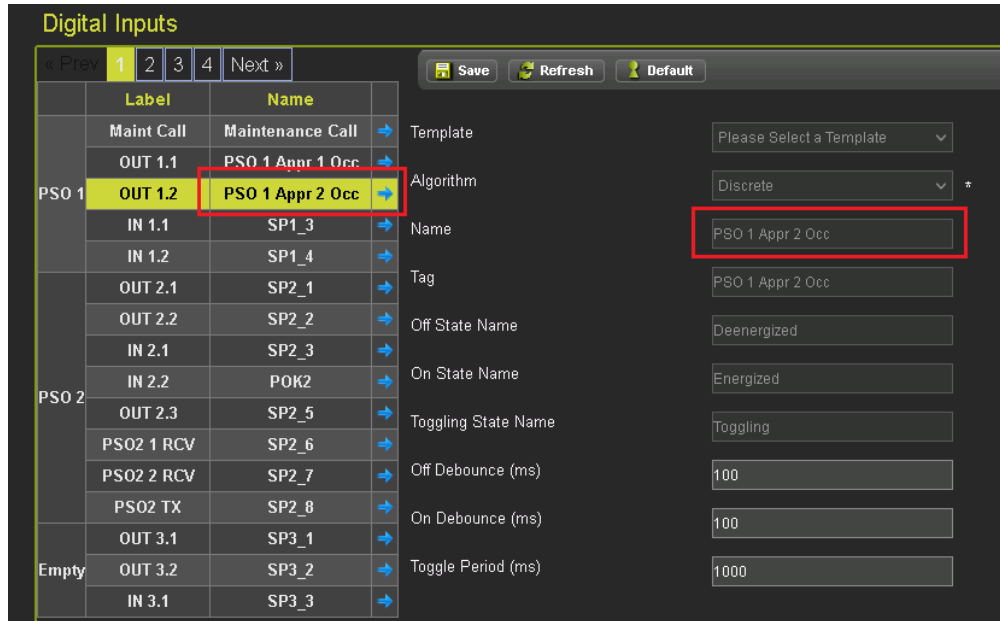 Digital Inputs
« Prev 1 2 3 4 Next »
Save Refresh Default
Label Name
PSO 1
Maint Call Maintenance Call
OUT 1.1 PSO 1 Appr 1 Occ
OUT 1.2 PSO 1 Appr 2 Occ
IN 1.1 SP1_3
IN 1.2 SP1_4
PSO 2
OUT 2.1 SP2_1
OUT 2.2 SP2_2
IN 2.1 SP2_3
IN 2.2 POK2
OUT 2.3 SP2_5
PSO2 1 RCV SP2_6
PSO2 2 RCV SP2_7
PSO2 TX SP2_8
Empty
OUT 3.1 SP3_1
OUT 3.2 SP3_2
IN 3.1 SP3_3
Template Please Select a Template
Algorithm Discrete *
Name PSO 1 Appr 2 Occ
Tag PSO 1 Appr 2 Occ
Off State Name Deenergized
On State Name Energized
Toggling State Name Toggling
Off Debounce (ms) 100
On Debounce (ms) 100
Toggle Period (ms) 1000